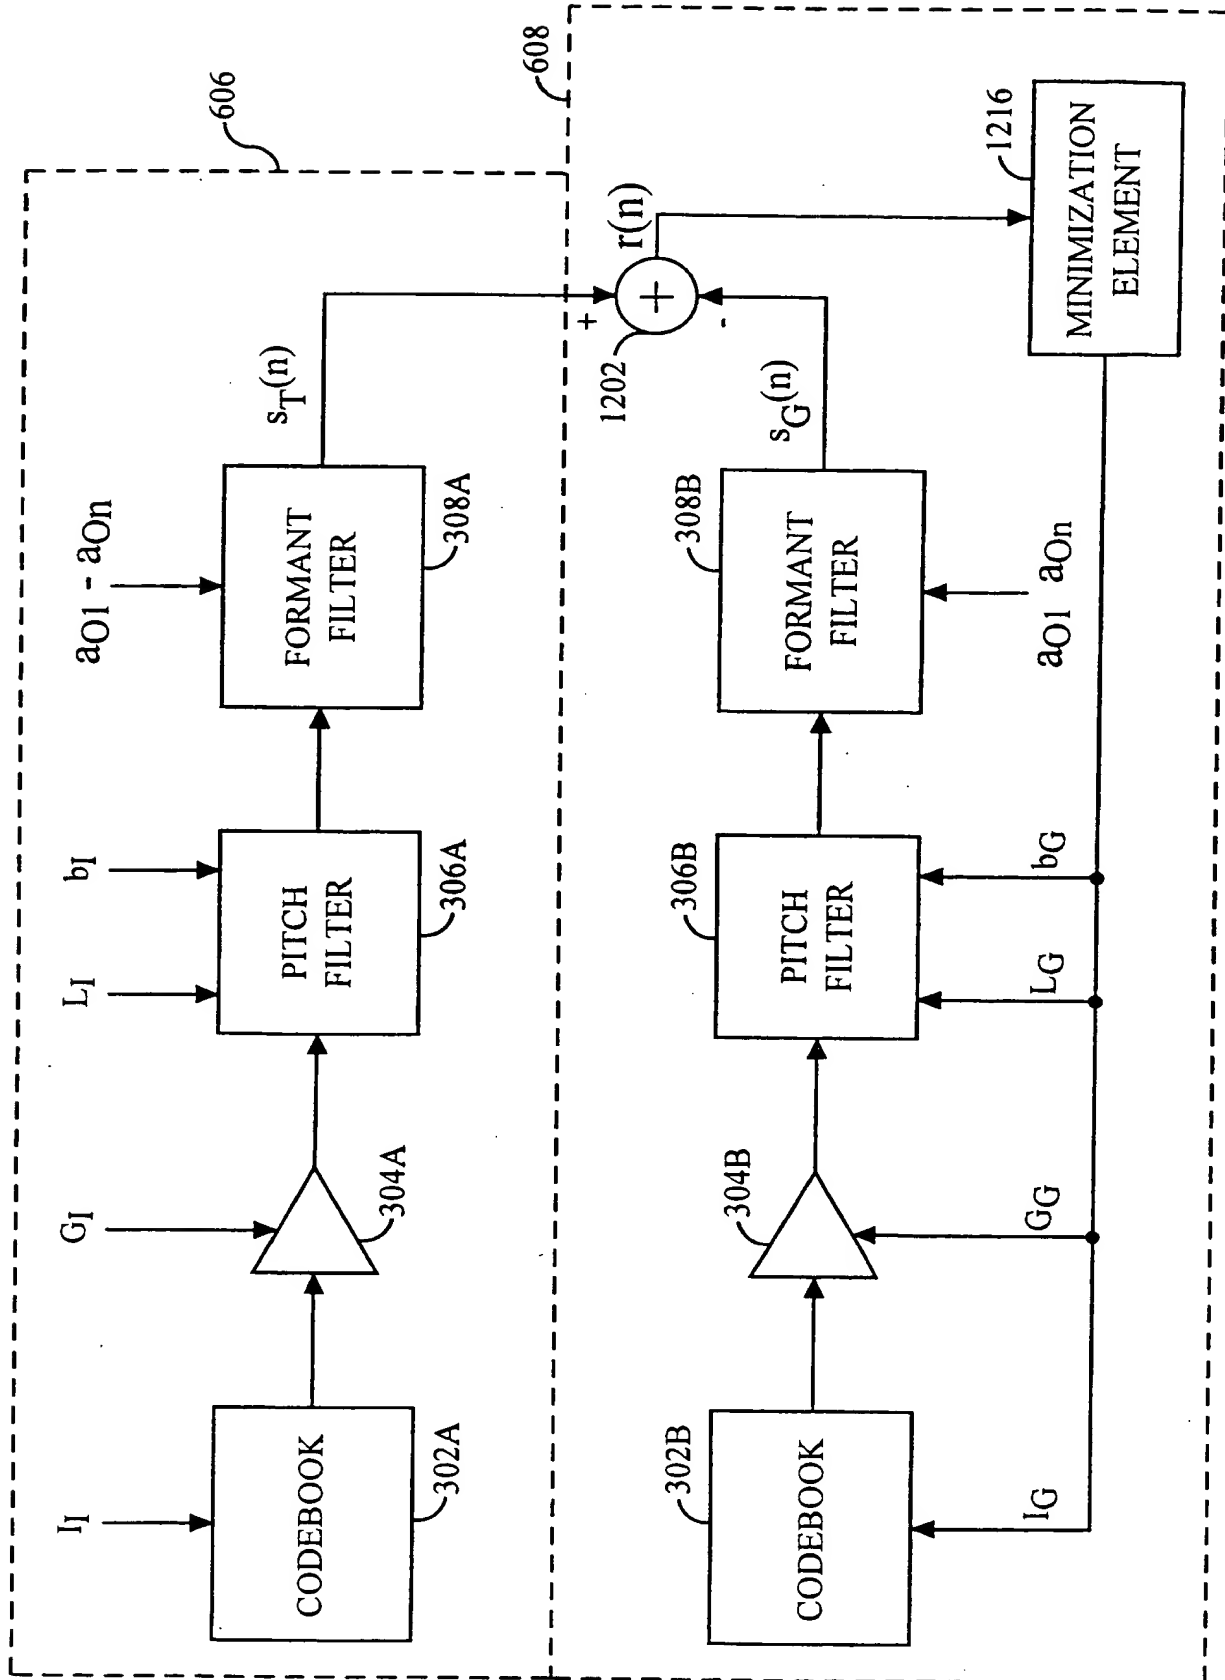 606
I_I
G_I
L_I
b_I
a_O1 - a_On
CODEBOOK
302A
304A
PITCH
FILTER
306A
FORMANT
FILTER
308A
s_T(n)
608
+
+
-
1202
r(n)
CODEBOOK
302B
304B
PITCH
FILTER
306B
FORMANT
FILTER
308B
s_G(n)
I_G
G_G
L_G
b_G
a_O1 a_On
MINIMIZATION
ELEMENT
1216